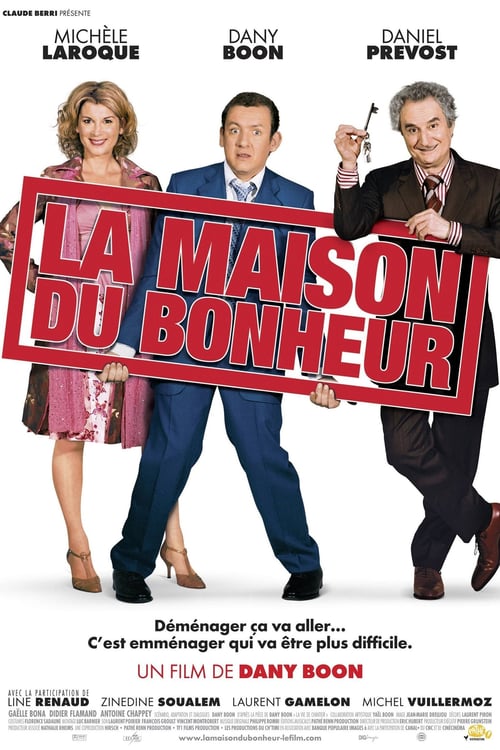 CLAUDE BERRI PRÉSENTE
MICHÈLE LAROQUE
DANY BOON
DANIEL PREVOST
LA MAISON
DU BONHEUR
Déménager ça va aller...
C'est emménager qui va être plus difficile.
UN FILM DE DANY BOON
AVEC LA PARTICIPATION DE
LINE RENAUD ZINEDINE SOUALEM LAURENT GAMELON MICHEL VUILLERMOZ
GAËLLE BONA DIDIER FLAMAND ANTOINE CHAPPEY
www.lamaisondubonheur-lefilm.com